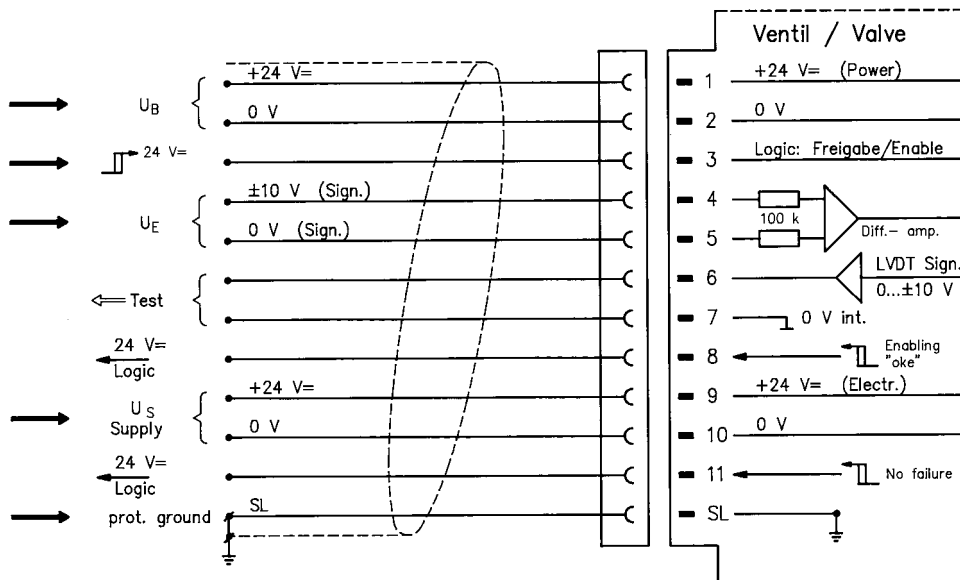 Ventil / Valve
+24 V=
1
+24 V= (Power)
U_B
0 V
2
0 V
24 V=
3
Logic: Freigabe/Enable
±10 V (Sign.)
4
100 k
U_E
0 V (Sign.)
5
Diff.- amp.
6
LVDT Sign.
0...±10 V
Test
7
0 V int.
24 V=
Logic
8
Enabling
"oke"
+24 V=
9
+24 V= (Electr.)
U_S
Supply
0 V
10
0 V
24 V=
Logic
11
No failure
prot. ground
SL
SL